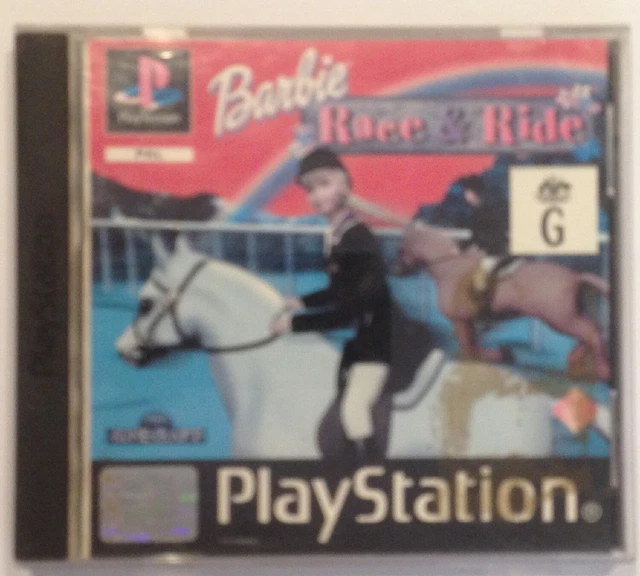 PlayStation
Barbie
Race & Ride
PAL
G
PlayStation
PlayStation